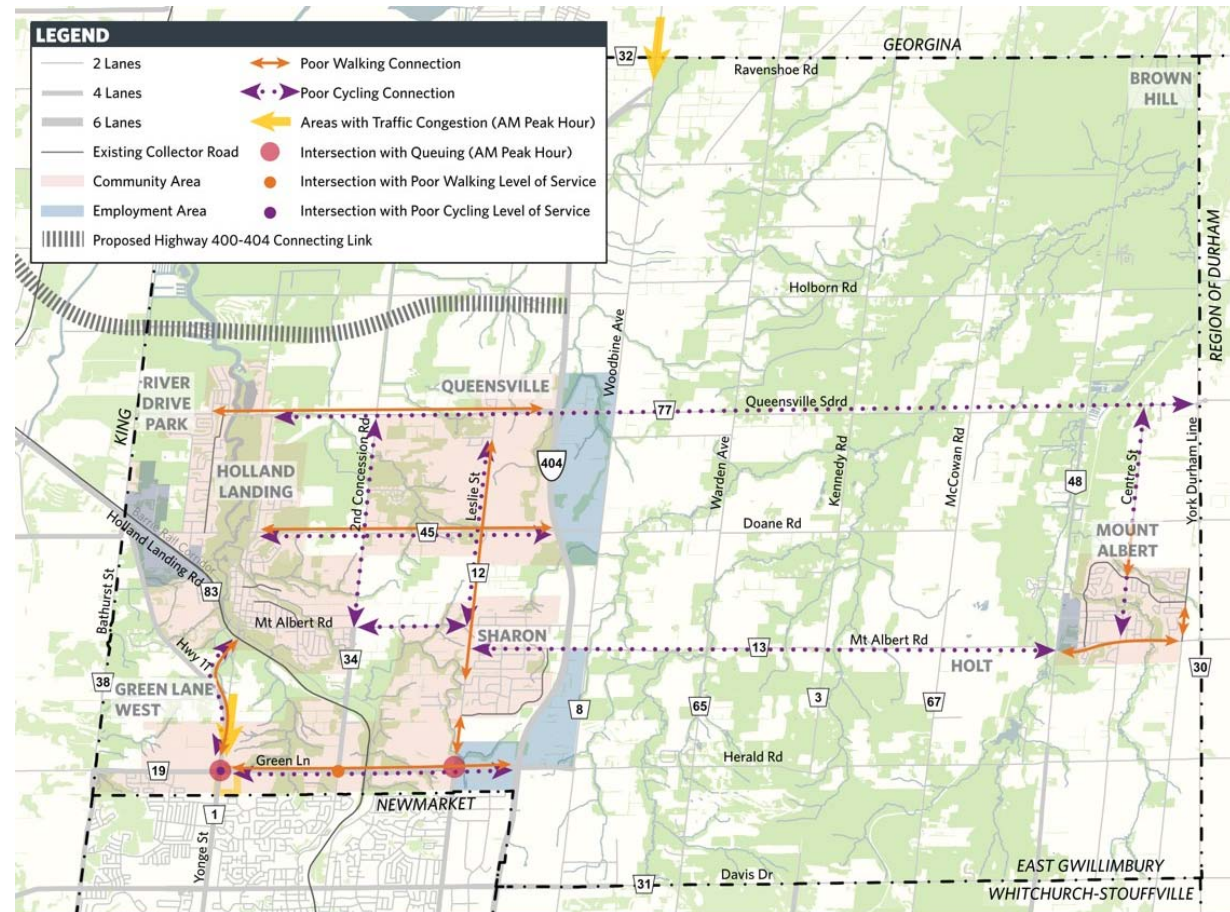 LEGEND
2 Lanes
4 Lanes
6 Lanes
Existing Collector Road
Community Area
Employment Area
Proposed Highway 400-404 Connecting Link
Poor Walking Connection
Poor Cycling Connection
Areas with Traffic Congestion (AM Peak Hour)
Intersection with Queuing (AM Peak Hour)
Intersection with Poor Walking Level of Service
Intersection with Poor Cycling Level of Service
32
GEORGINA
Ravenshoe Rd
BROWN
HILL
REGION OF DURHAM
Holborn Rd
Woodbine Ave
KING
RIVER
DRIVE
PARK
QUEENSVILLE
77
Queensville Sdrd
HOLLAND
LANDING
2nd Concession Rd
Leslie St
404
Warden Ave
Kennedy Rd
McCowan Rd
48
Centre St
York Durham Line
Barrie Rail Corridor
Holland Landing Rd
45
Doane Rd
MOUNT
ALBERT
83
12
Mt Albert Rd
SHARON
Bathurst St
Hwy 11
34
13
Mt Albert Rd
HOLT
30
38
GREEN LANE
WEST
8
65
3
67
19
Green Ln
Herald Rd
1
NEWMARKET
Yonge St
31
Davis Dr
EAST GWILLIMBURY
WHITCHURCH-STOUFFVILLE